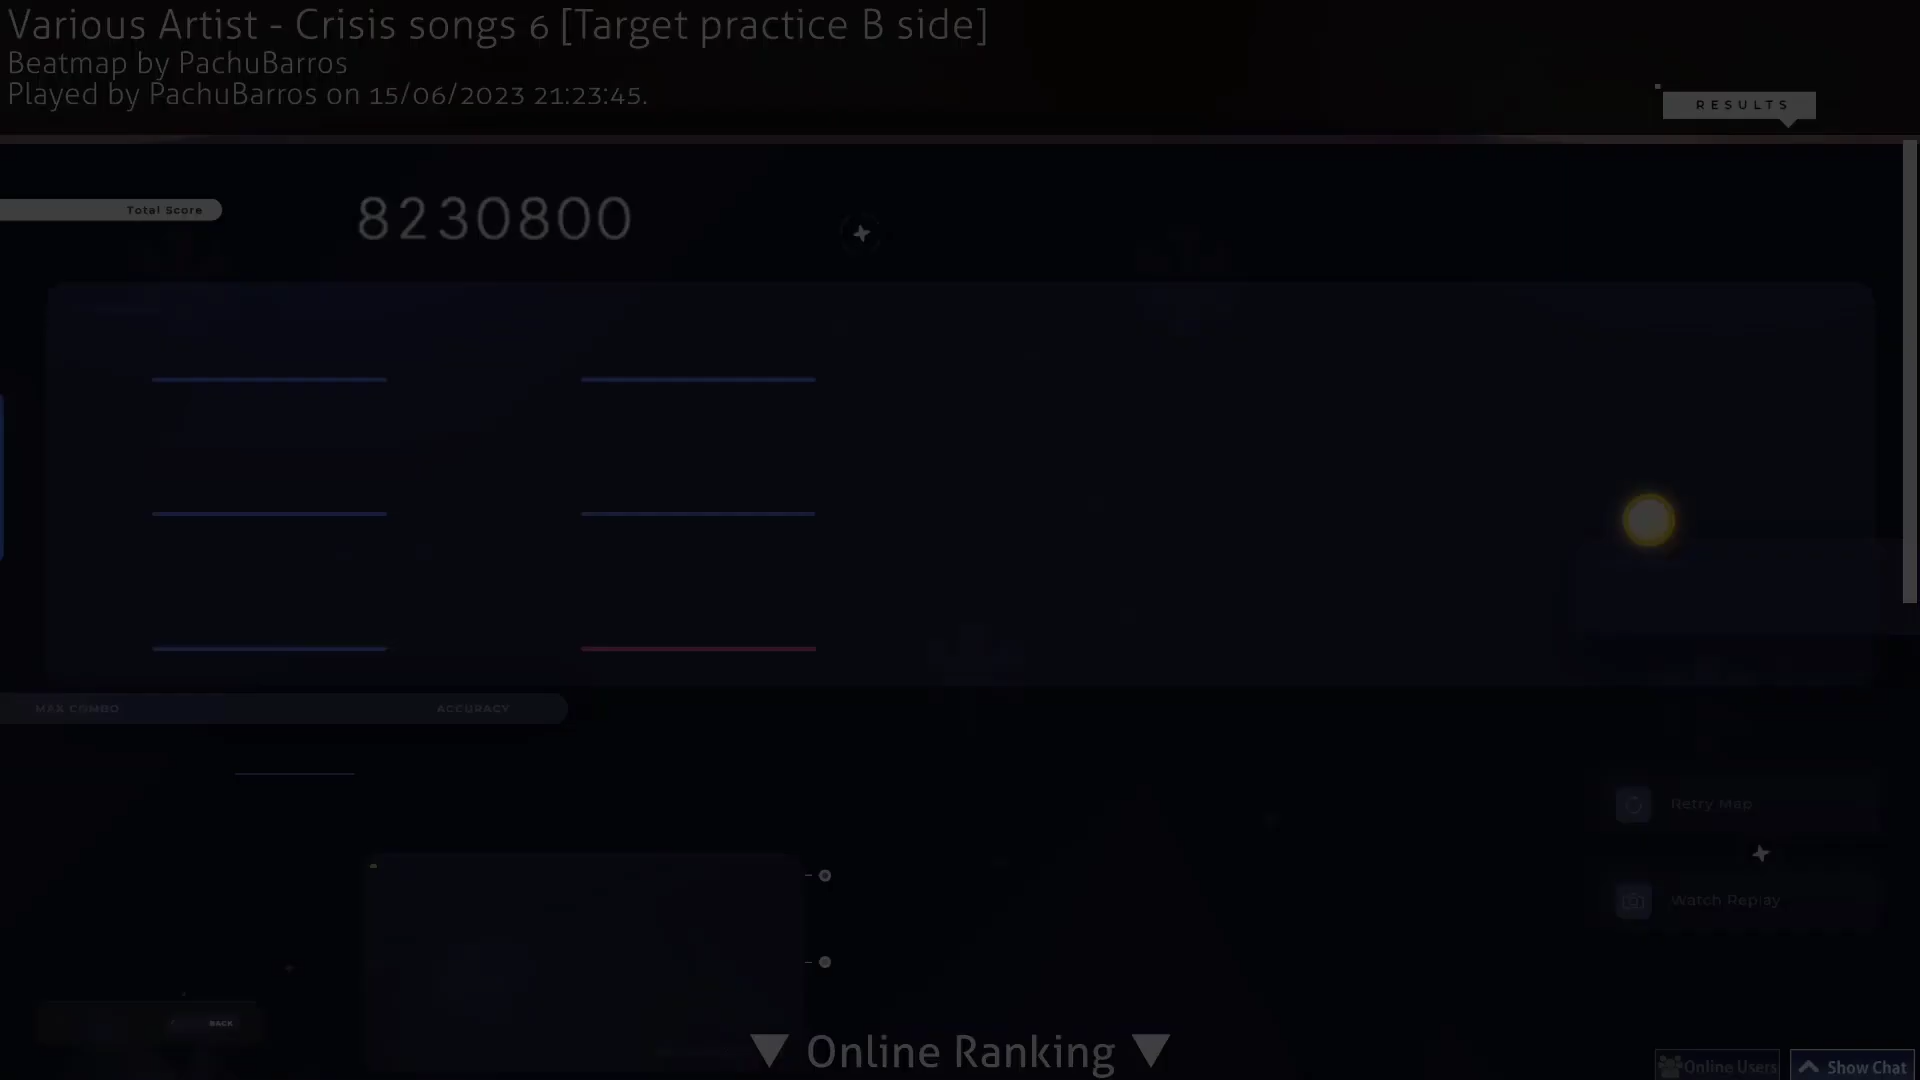 Various Artist - Crisis songs 6 [Target practice B side]
Beatmap by PachuBarros
Played by PachuBarros on 15/06/2023 21:23:45.
RESULTS
Total Score
8230800
MAX COMBO
ACCURACY
Retry Map
Watch Replay
BACK
▼ Online Ranking ▼
Online Users
Show Chat